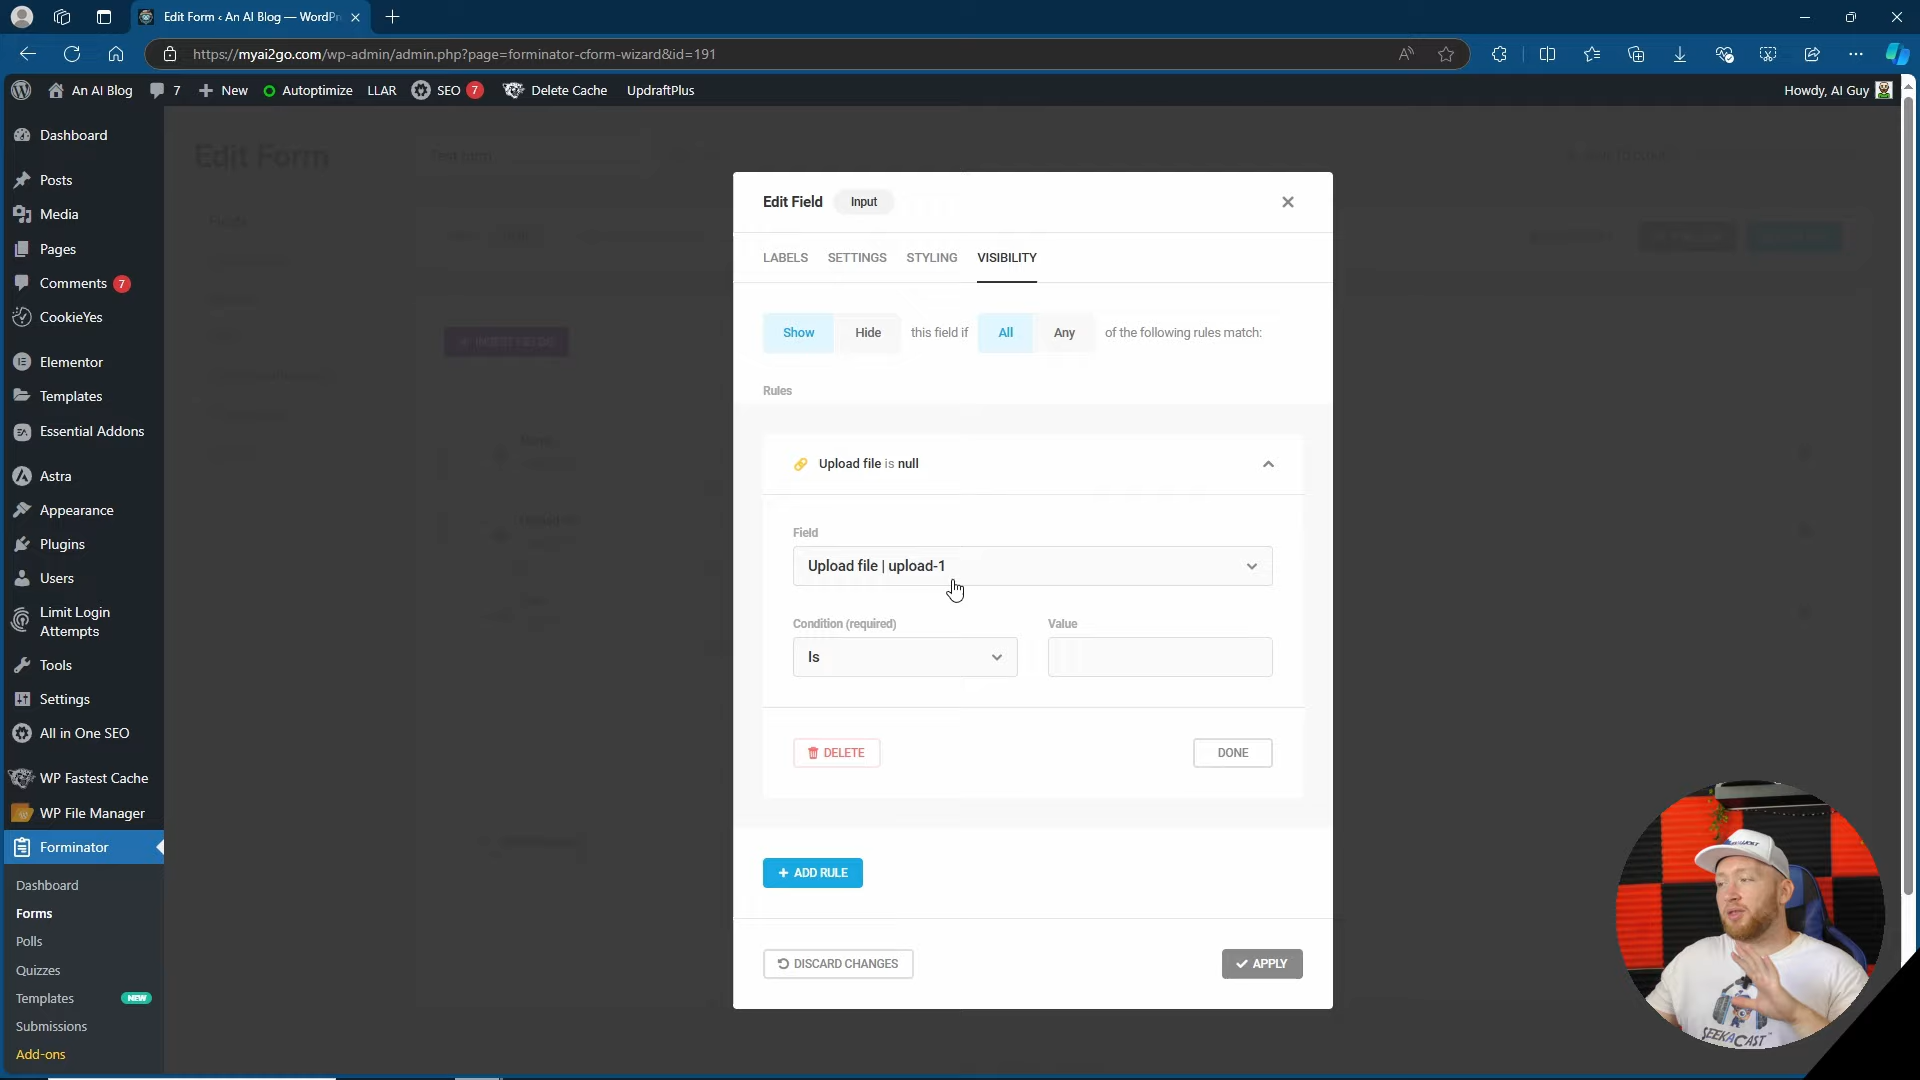 Edit Form ‹ An AI Blog — WordPr
https://myai2go.com/wp-admin/admin.php?page=forminator-cform-wizard&id=191
An AI Blog 7 New Autoptimize LLAR SEO 7 Delete Cache UpdraftPlus Howdy, AI Guy
Dashboard
Posts
Media
Pages
Comments 7
CookieYes
Elementor
Templates
Essential Addons
Astra
Appearance
Plugins
Users
Limit Login
Attempts
Tools
Settings
All in One SEO
WP Fastest Cache
WP File Manager
Forminator
Dashboard
Forms
Polls
Quizzes
Templates NEW
Submissions
Add-ons
Edit Form
Edit Field Input
LABELS SETTINGS STYLING VISIBILITY
Show Hide this field if All Any of the following rules match:
Rules
Upload file is null
Field
Upload file | upload-1
Condition (required) Value
Is
DELETE DONE
+ ADD RULE
DISCARD CHANGES APPLY
SEEKACAST